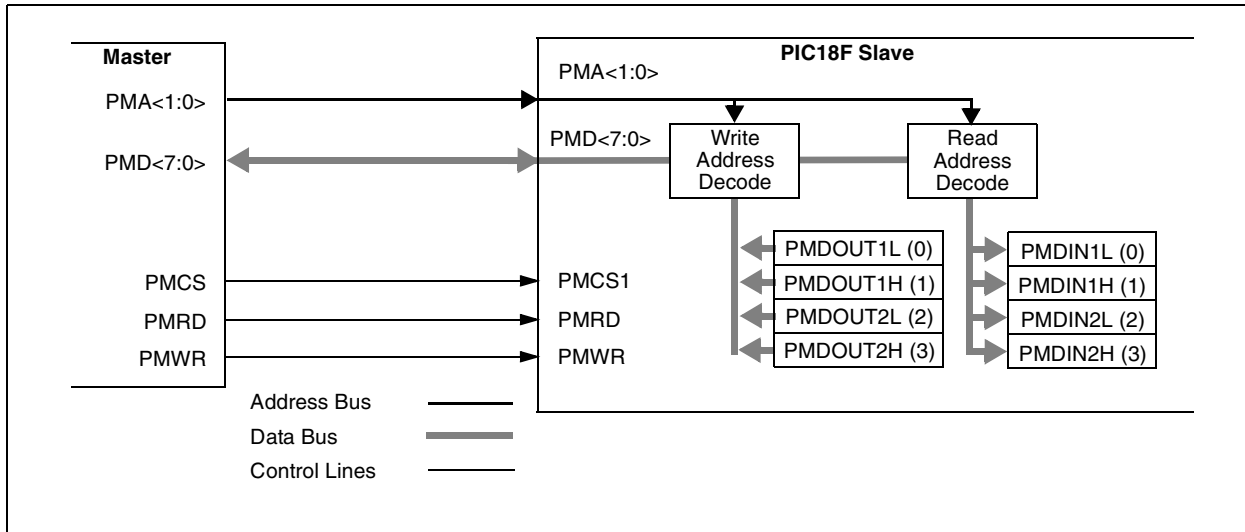 Master
PIC18F Slave
PMA<1:0>
PMA<1:0>
PMD<7:0>
PMD<7:0>
Write
Address
Decode
Read
Address
Decode
PMDOUT1L (0)
PMDOUT1H (1)
PMDOUT2L (2)
PMDOUT2H (3)
PMDIN1L (0)
PMDIN1H (1)
PMDIN2L (2)
PMDIN2H (3)
PMCS
PMCS1
PMRD
PMRD
PMWR
PMWR
Address Bus
Data Bus
Control Lines